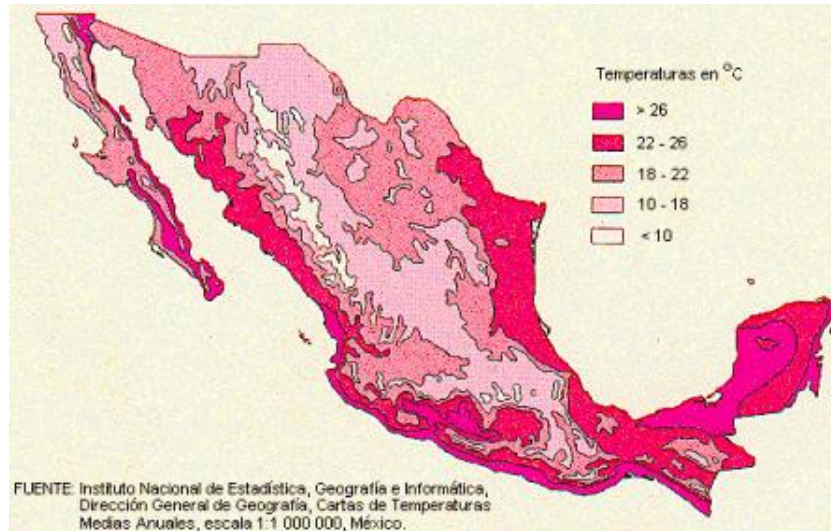 Temperaturas en °C
> 26
22 - 26
18 - 22
10 - 18
< 10
FUENTE: Instituto Nacional de Estadística, Geografía e Informática,
Dirección General de Geografía, Cartas de Temperaturas
Medias Anuales, escala 1:1 000 000, México.